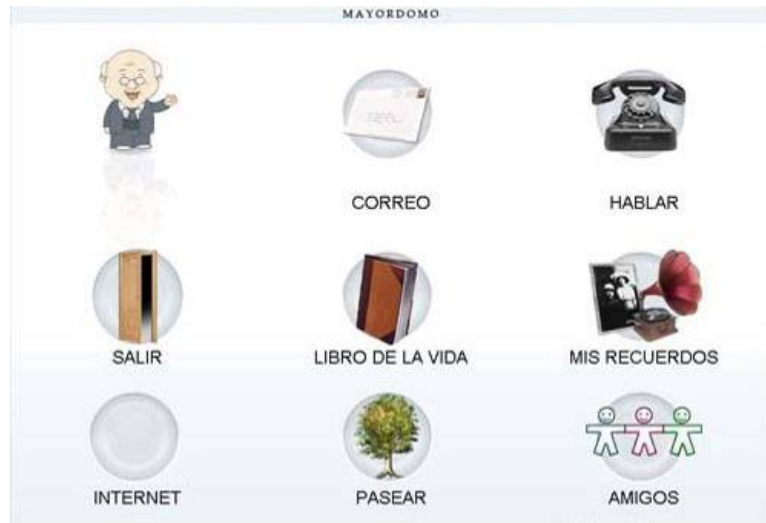 MAYORDOMO
CORREO
HABLAR
SALIR
LIBRO DE LA VIDA
MIS RECUERDOS
INTERNET
PASEAR
AMIGOS